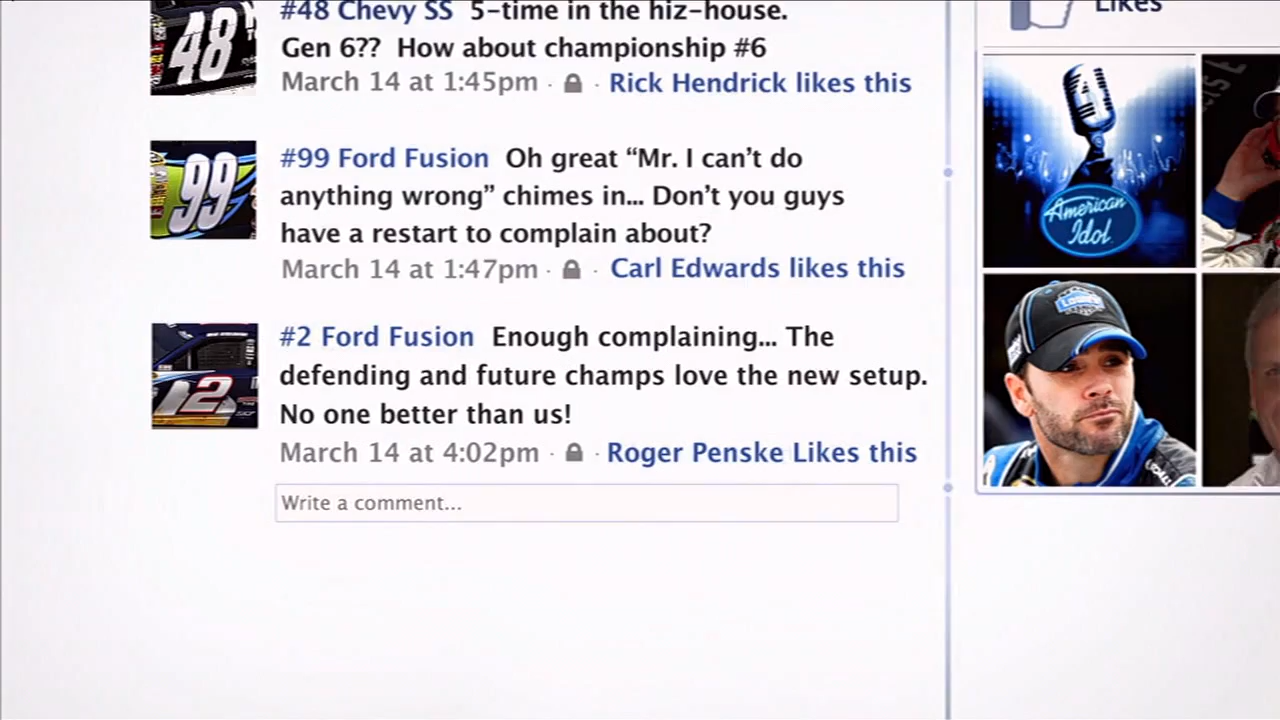 #48 Chevy SS 5-time in the hiz-house.
Gen 6?? How about championship #6
March 14 at 1:45pm · · Rick Hendrick likes this
#99 Ford Fusion Oh great “Mr. I can’t do
anything wrong” chimes in... Don’t you guys
have a restart to complain about?
March 14 at 1:47pm · · Carl Edwards likes this
#2 Ford Fusion Enough complaining... The
defending and future champs love the new setup.
No one better than us!
March 14 at 4:02pm · · Roger Penske Likes this
Write a comment...
48
99
2
Likes
American
Idol
LOWE'S